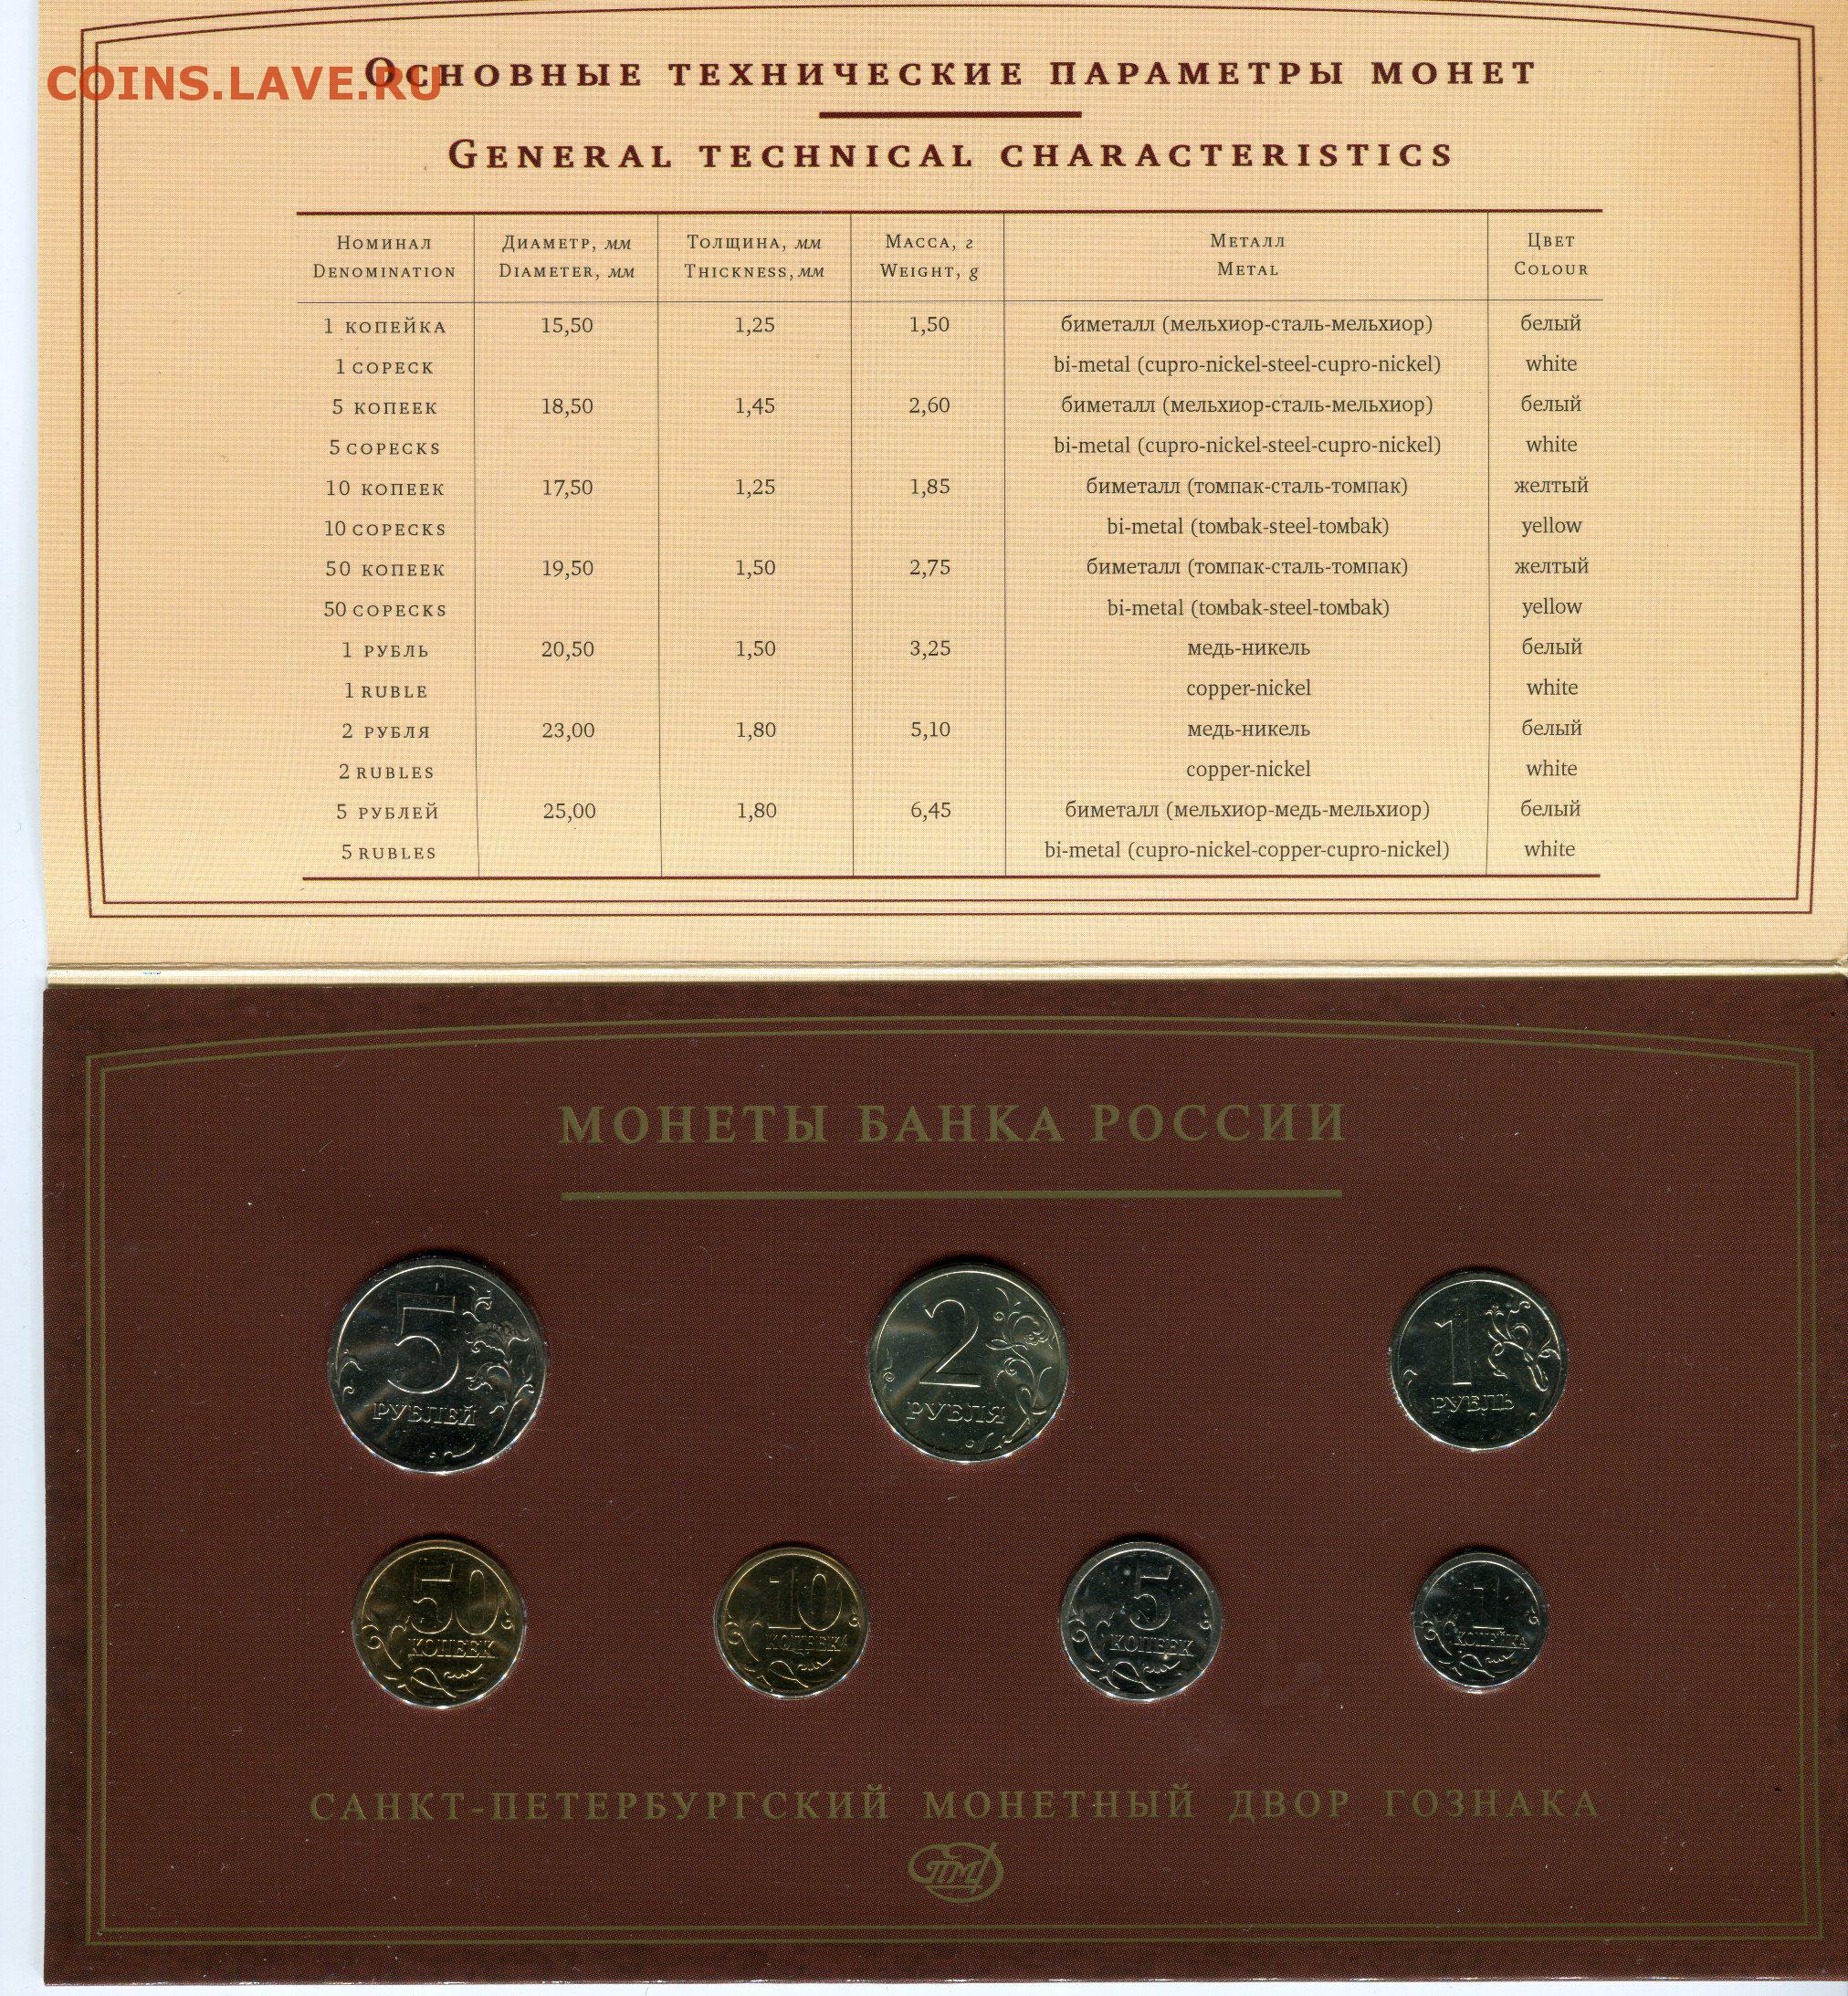 COINS.LAVE.RU
Основные технические параметры монет
General technical characteristics
Номинал Диаметр, мм Толщина, мм Масса, г Металл Цвет
Denomination Diameter, мм Thickness, мм Weight, g Metal Colour
1 копейка 15,50 1,25 1,50 биметалл (мельхиор-сталь-мельхиор) белый
1 copeck bi-metal (cupro-nickel-steel-cupro-nickel) white
5 копеек 18,50 1,45 2,60 биметалл (мельхиор-сталь-мельхиор) белый
5 copecks bi-metal (cupro-nickel-steel-cupro-nickel) white
10 копеек 17,50 1,25 1,85 биметалл (томпак-сталь-томпак) желтый
10 copecks bi-metal (toмbak-steel-toмbak) yellow
50 копеек 19,50 1,50 2,75 биметалл (томпак-сталь-томпак) желтый
50 copecks bi-metal (toмbak-steel-toмbak) yellow
1 рубль 20,50 1,50 3,25 медь-никель белый
1 ruble copper-nickel white
2 рубля 23,00 1,80 5,10 медь-никель белый
2 rubles copper-nickel white
5 рублей 25,00 1,80 6,45 биметалл (мельхиор-медь-мельхиор) белый
5 rubles bi-metal (cupro-nickel-copper-cupro-nickel) white
МОНЕТЫ БАНКА РОССИИ
5 2 1
РУБЛЕЙ РУБЛЯ РУБЛЬ
50 10 5 1
КОПЕЕК КОПЕЕК КОПЕЕК КОПЕЙКА
САНКТ-ПЕТЕРБУРГСКИЙ МОНЕТНЫЙ ДВОР ГОЗНАКА